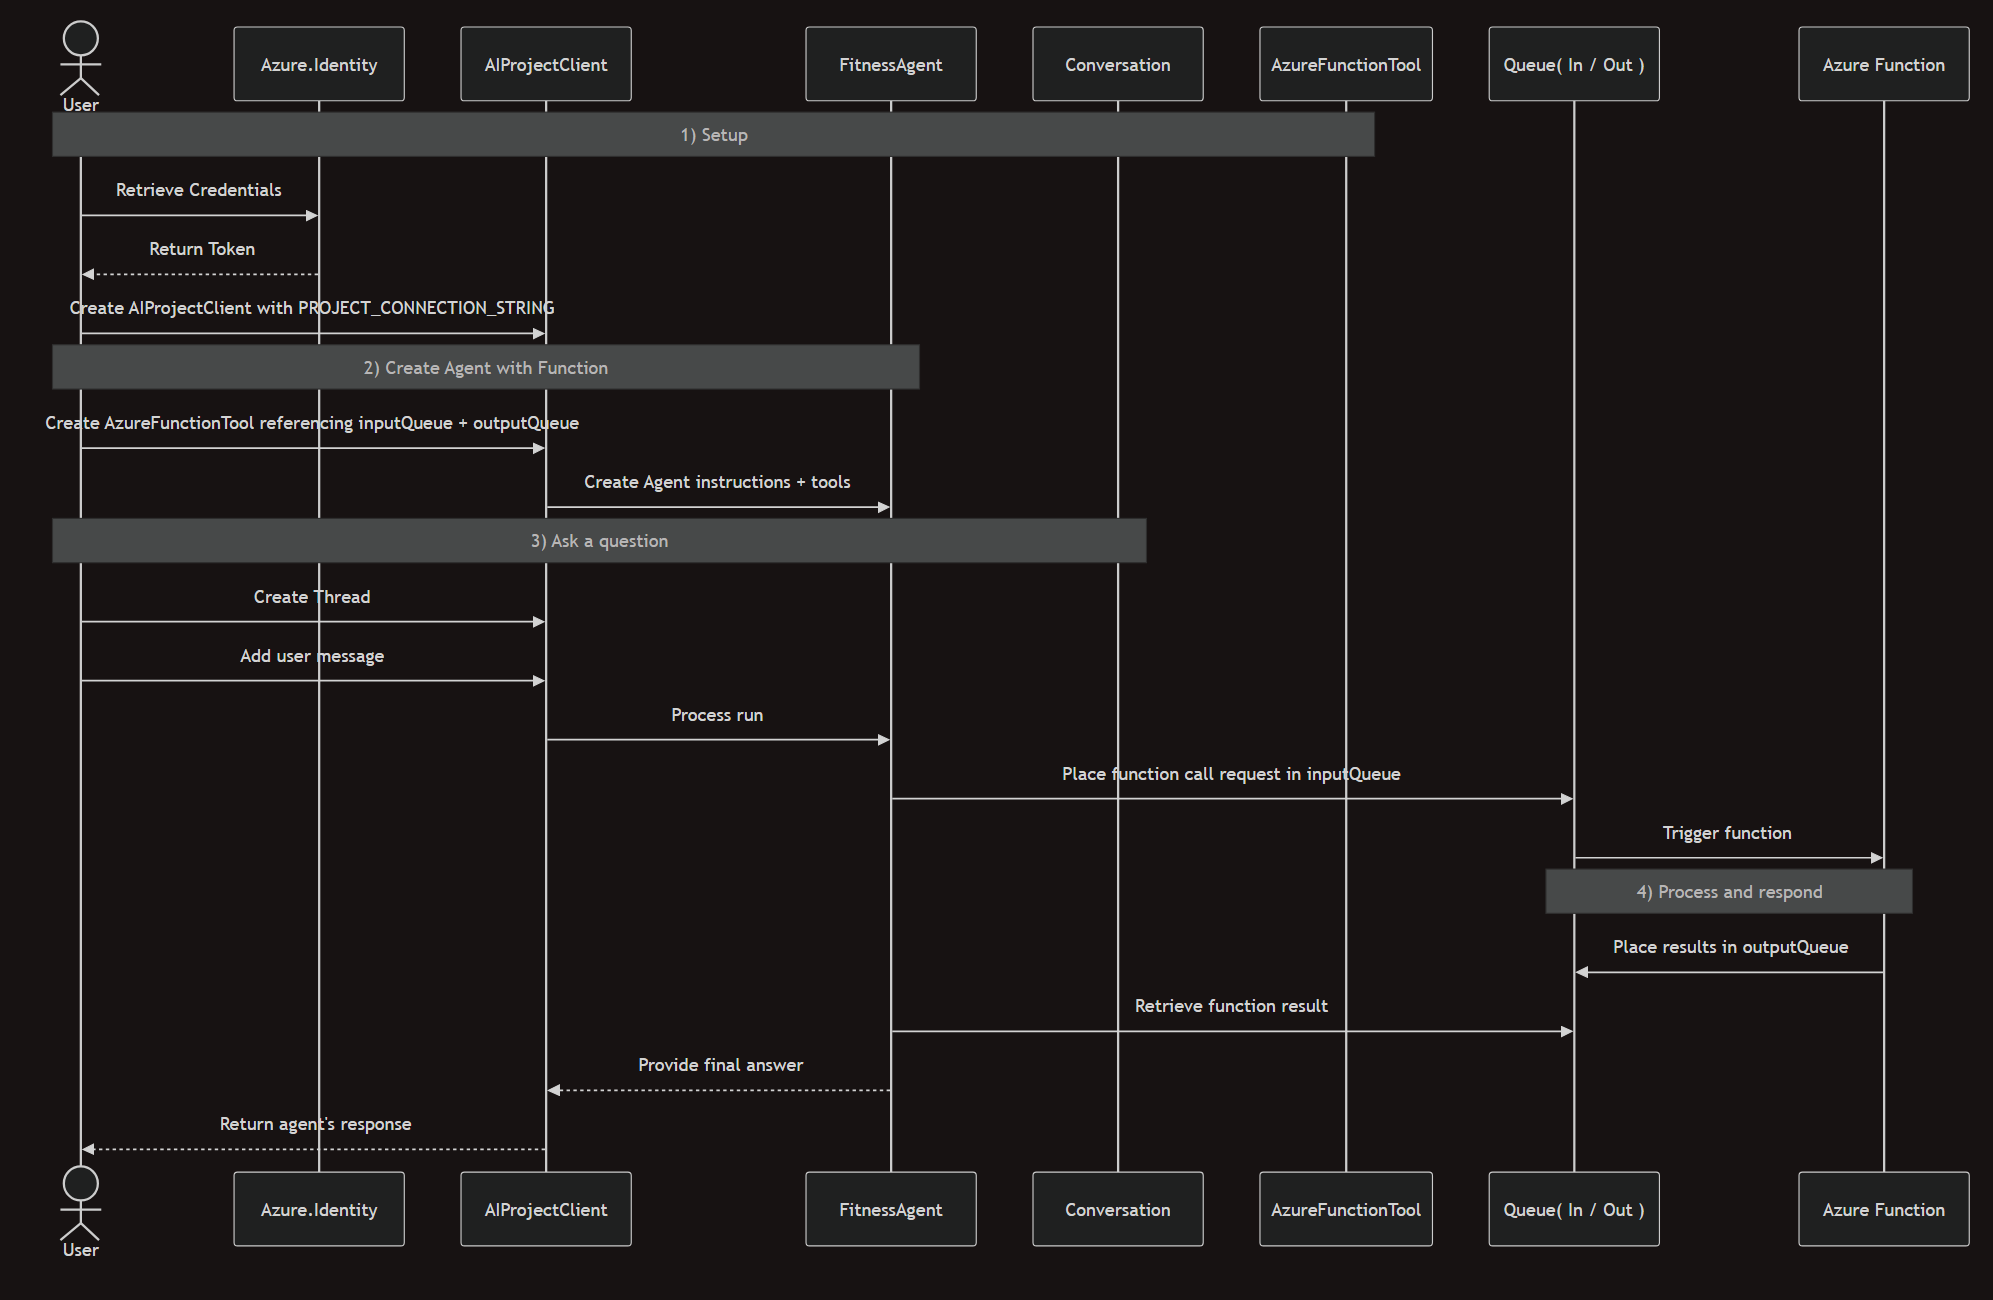 User
Azure.Identity
AIProjectClient
FitnessAgent
Conversation
AzureFunctionTool
Queue( In / Out )
Azure Function
1) Setup
Retrieve Credentials
Return Token
Create AIProjectClient with PROJECT_CONNECTION_STRING
2) Create Agent with Function
Create AzureFunctionTool referencing inputQueue + outputQueue
Create Agent instructions + tools
3) Ask a question
Create Thread
Add user message
Process run
Place function call request in inputQueue
Trigger function
4) Process and respond
Place results in outputQueue
Retrieve function result
Provide final answer
Return agent's response
User
Azure.Identity
AIProjectClient
FitnessAgent
Conversation
AzureFunctionTool
Queue( In / Out )
Azure Function